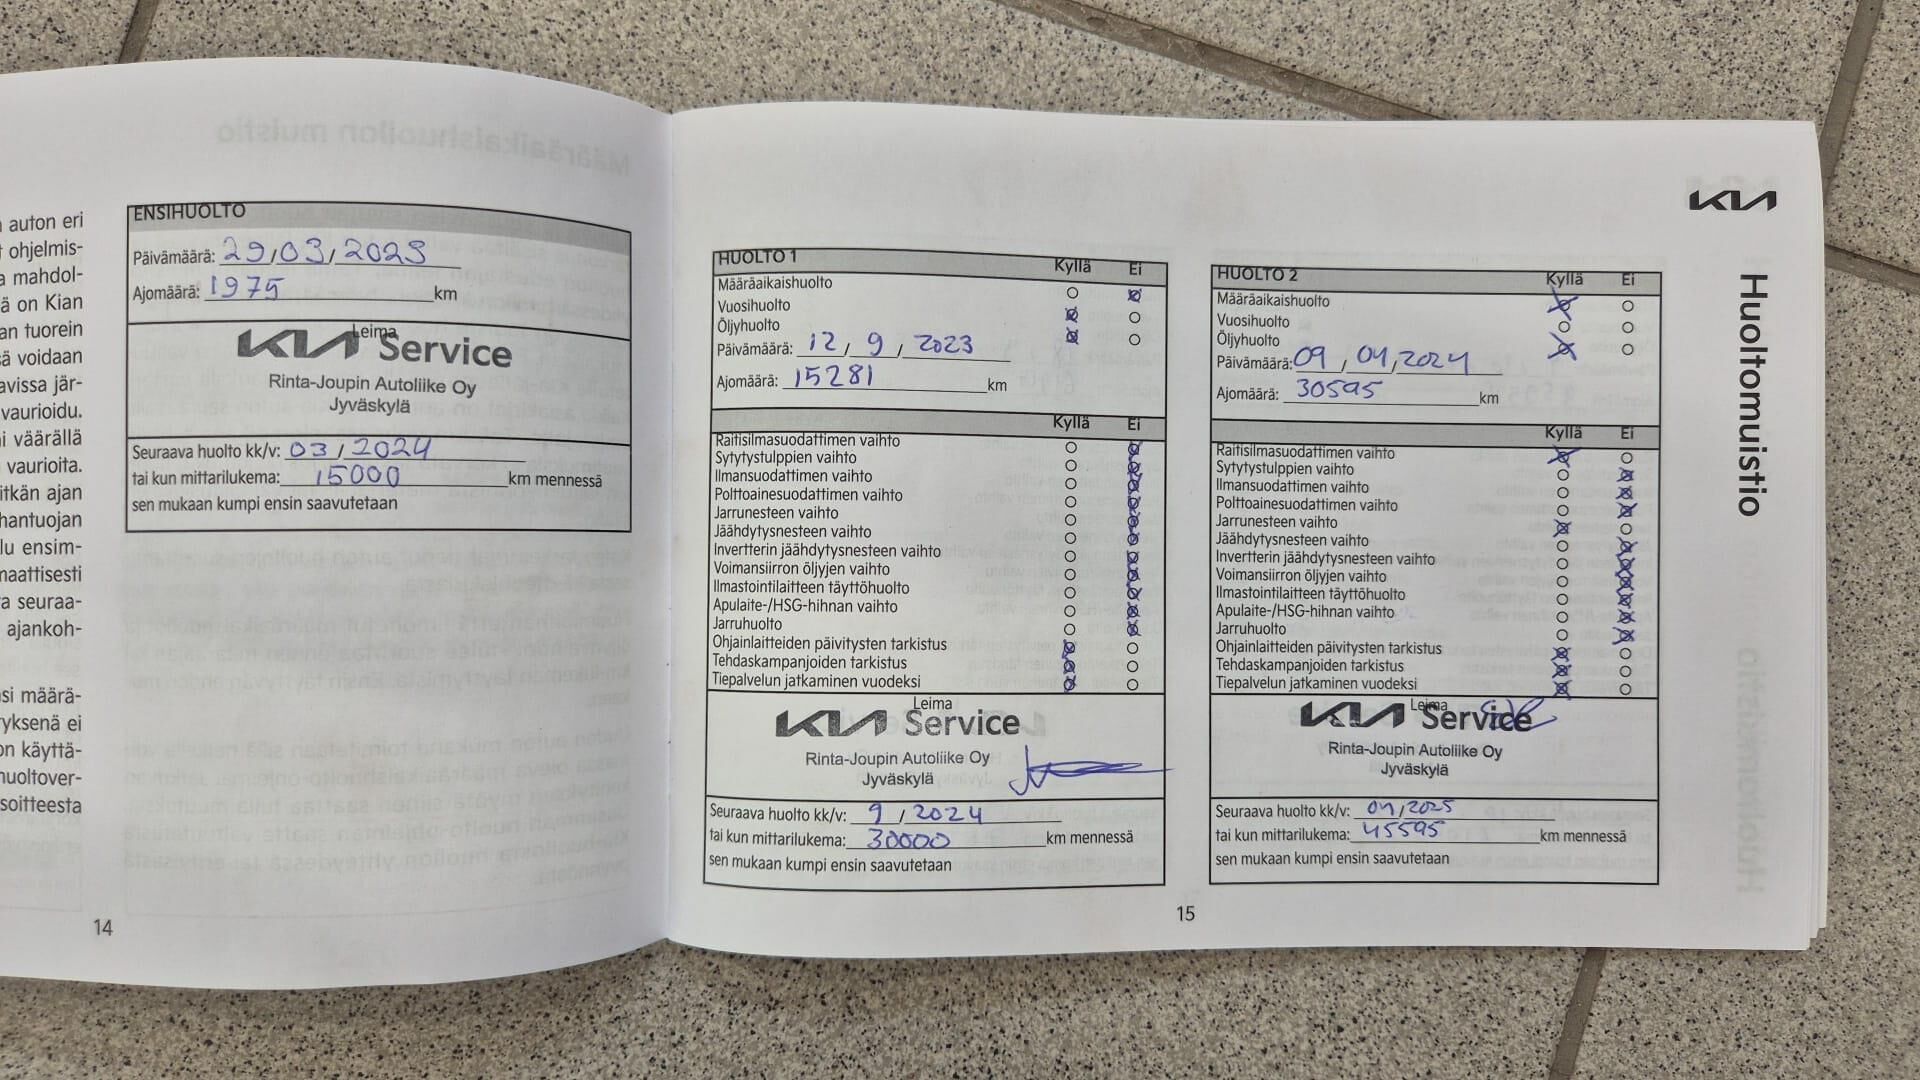 auton eri
ohjelmis-
mahdol-
ä on Kian
an tuorein
sä voidaan
avissa jär-
vaurioidu.
i väärällä
vaurioita.
itkän ajan
hantuojan
lu ensim-
maattisesti
a seuraa-
ajankoh-
si määrä-
yksenä ei
on käyttä-
huoltover-
soitteesta
14
ENSIHUOLTO
Päivämäärä: 29/03/2023
Ajomäärä: 1975 km
Leima
KIA Service
Rinta-Joupin Autoliike Oy
Jyväskylä
Seuraava huolto kk/v: 03/2024
tai kun mittarilukema: 15000 km mennessä
sen mukaan kumpi ensin saavutetaan
HUOLTO 1 Kyllä Ei
Määräaikaishuolto
Vuosihuolto
Öljyhuolto
Päivämäärä: 12/9/2023
Ajomäärä: 15281 km
Kyllä Ei
Raitisilmasuodattimen vaihto
Sytytystulppien vaihto
Ilmansuodattimen vaihto
Polttoainesuodattimen vaihto
Jarrunesteen vaihto
Jäähdytysnesteen vaihto
Invertterin jäähdytysnesteen vaihto
Voimansiirron öljyjen vaihto
Ilmastointilaitteen täyttöhuolto
Apulaite-/HSG-hihnan vaihto
Jarruhuolto
Ohjainlaitteiden päivitysten tarkistus
Tehdaskampanjoiden tarkistus
Tiepalvelun jatkaminen vuodeksi
Leima
KIA Service
Rinta-Joupin Autoliike Oy
Jyväskylä
Seuraava huolto kk/v: 9/2024
tai kun mittarilukema: 30000 km mennessä
sen mukaan kumpi ensin saavutetaan
HUOLTO 2 Kyllä Ei
Määräaikaishuolto
Vuosihuolto
Öljyhuolto
Päivämäärä: 09/04/2024
Ajomäärä: 30595 km
Kyllä Ei
Raitisilmasuodattimen vaihto
Sytytystulppien vaihto
Ilmansuodattimen vaihto
Polttoainesuodattimen vaihto
Jarrunesteen vaihto
Jäähdytysnesteen vaihto
Invertterin jäähdytysnesteen vaihto
Voimansiirron öljyjen vaihto
Ilmastointilaitteen täyttöhuolto
Apulaite-/HSG-hihnan vaihto
Jarruhuolto
Ohjainlaitteiden päivitysten tarkistus
Tehdaskampanjoiden tarkistus
Tiepalvelun jatkaminen vuodeksi
Leima
KIA Service
Rinta-Joupin Autoliike Oy
Jyväskylä
Seuraava huolto kk/v: 04/2025
tai kun mittarilukema: 45595 km mennessä
sen mukaan kumpi ensin saavutetaan
15
KIA
Huoltomuistio